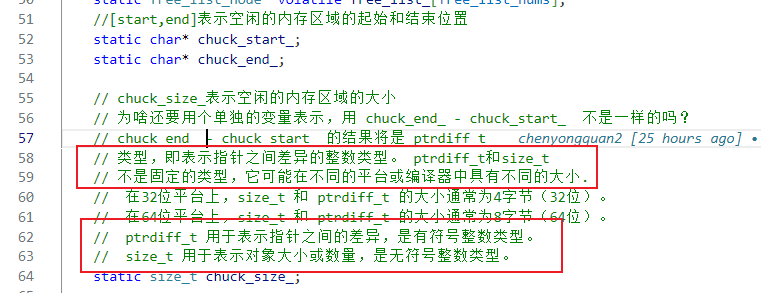 51 //[start,end]表示空闲的内存区域的起始和结束位置
52 static char* chuck_start_;
53 static char* chuck_end_;
54
55 // chuck_size_表示空闲的内存区域的大小
56 // 为啥还要用个单独的变量表示，用 chuck_end_ - chuck_start_ 不是一样的吗？
57 // chuck_end_ - chuck_start_ 的结果将是 ptrdiff_t chenyongquan2 [25 hours ago] •
58 // 类型，即表示指针之间差异的整数类型。 ptrdiff_t和size_t
59 // 不是固定的类型，它可能在不同的平台或编译器中具有不同的大小.
60 // 在32位平台上，size_t 和 ptrdiff_t 的大小通常为4字节（32位）。
61 // 在64位平台上，size_t 和 ptrdiff_t 的大小通常为8字节（64位）。
62 // ptrdiff_t 用于表示指针之间的差异，是有符号整数类型。
63 // size_t 用于表示对象大小或数量，是无符号整数类型。
64 static size_t chuck_size_;